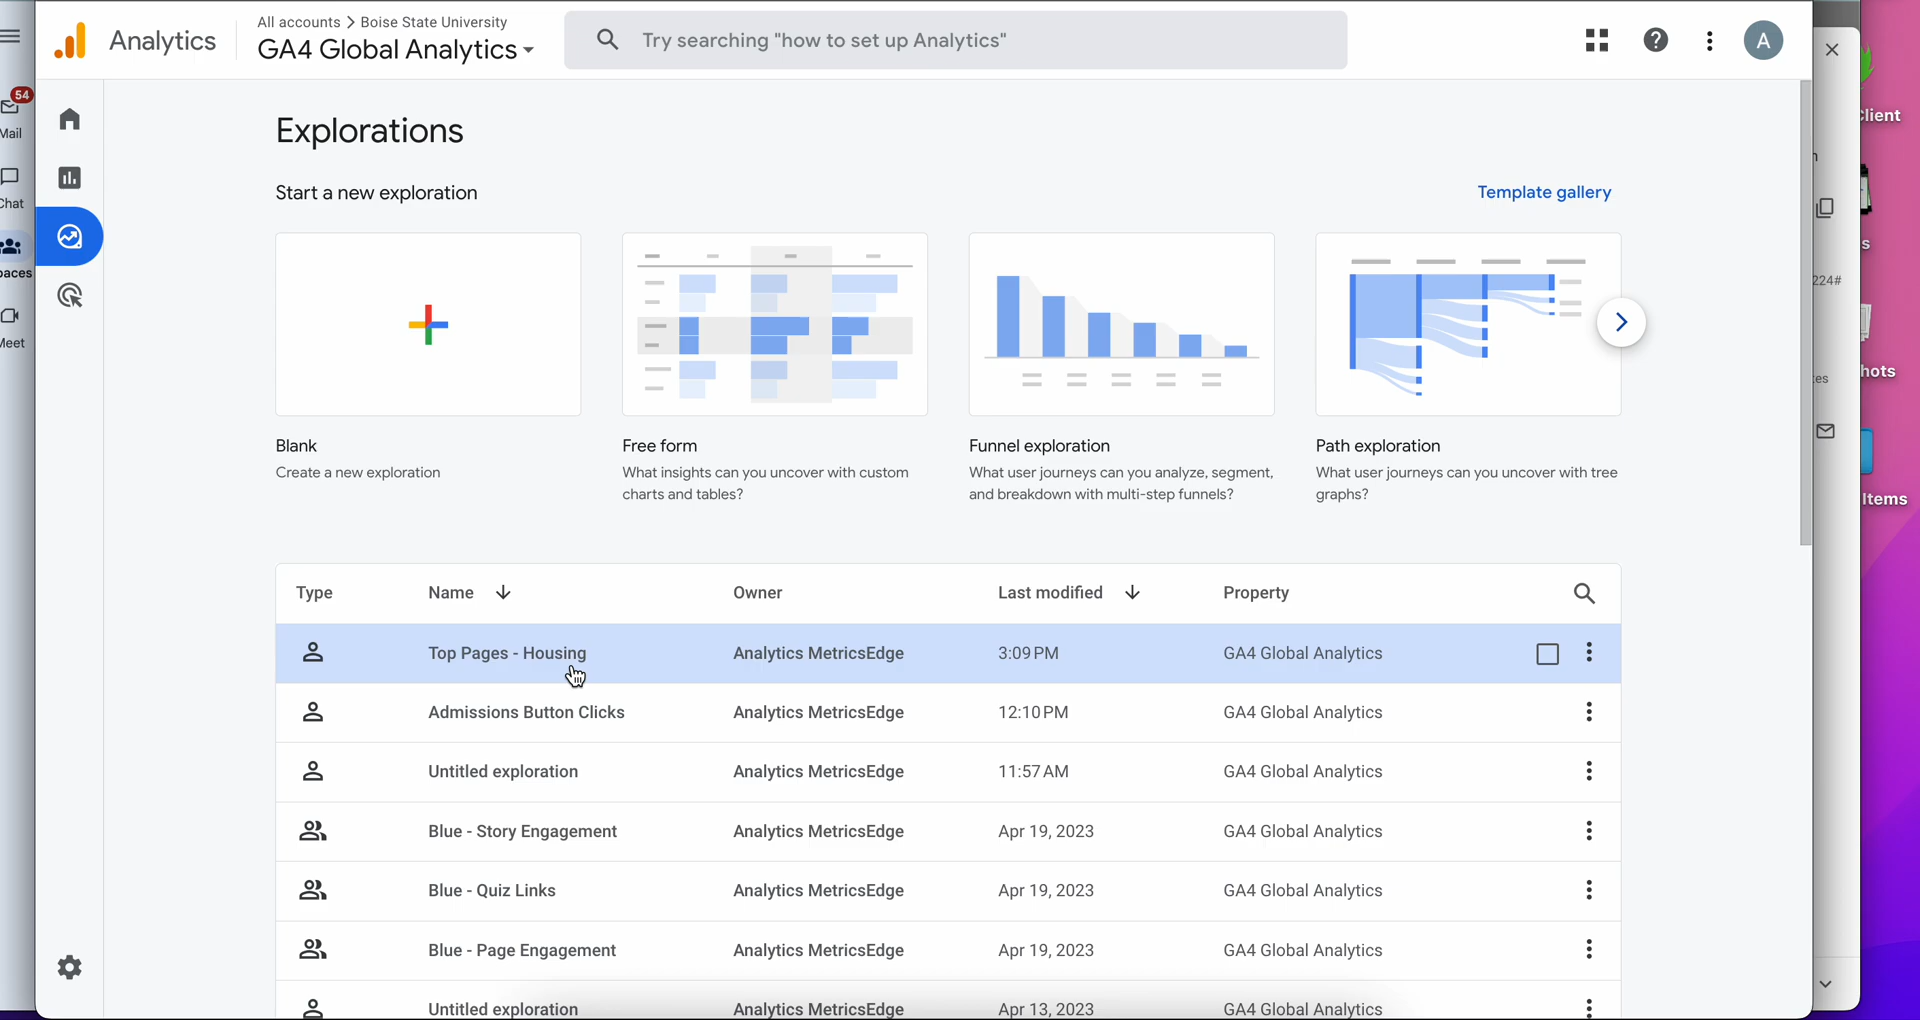 All accounts > Boise State University
Analytics
GA4 Global Analytics
Try searching "how to set up Analytics"
A
54
Mail
Chat
paces
Meet
Client
s
224#
hots
tes
Items
Explorations
Start a new exploration
Template gallery
Blank
Create a new exploration
Free form
What insights can you uncover with custom
charts and tables?
Funnel exploration
What user journeys can you analyze, segment,
and breakdown with multi-step funnels?
Path exploration
What user journeys can you uncover with tree
graphs?
Type Name Owner Last modified Property
Top Pages - Housing Analytics MetricsEdge 3:09 PM GA4 Global Analytics
Admissions Button Clicks Analytics MetricsEdge 12:10 PM GA4 Global Analytics
Untitled exploration Analytics MetricsEdge 11:57 AM GA4 Global Analytics
Blue - Story Engagement Analytics MetricsEdge Apr 19, 2023 GA4 Global Analytics
Blue - Quiz Links Analytics MetricsEdge Apr 19, 2023 GA4 Global Analytics
Blue - Page Engagement Analytics MetricsEdge Apr 19, 2023 GA4 Global Analytics
Untitled exploration Analytics MetricsEdge Apr 13, 2023 GA4 Global Analytics